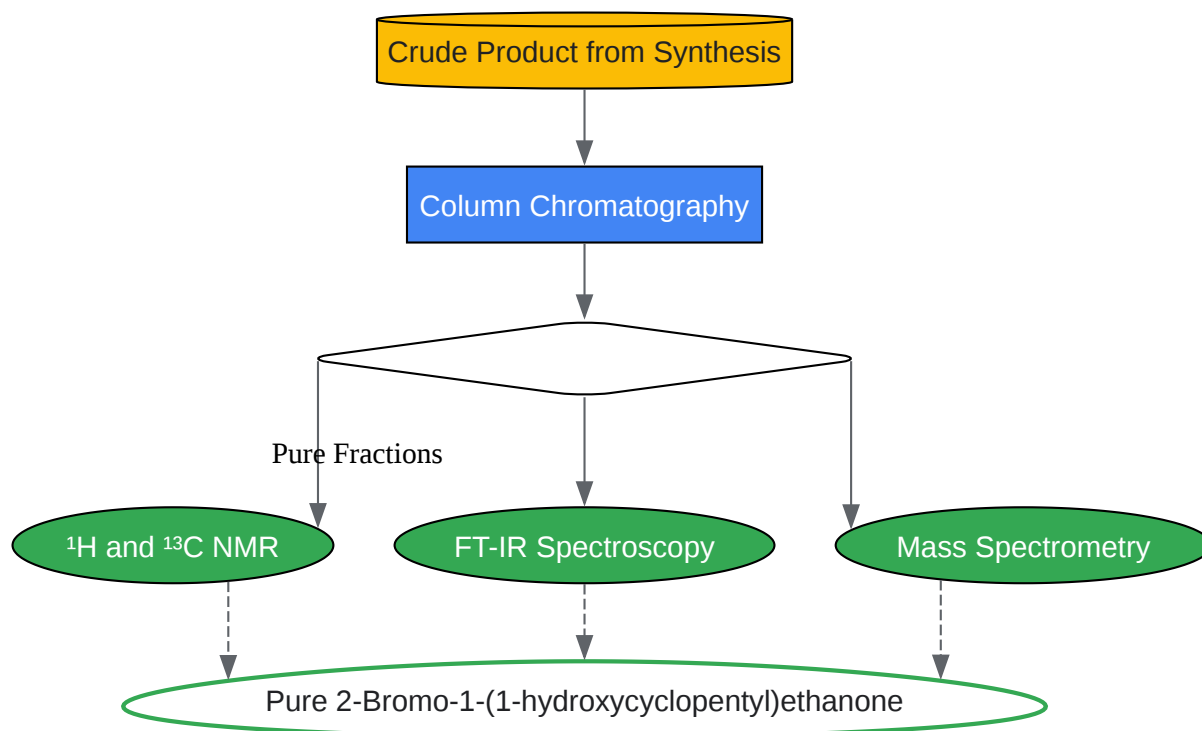 Crude Product from Synthesis
Column Chromatography
Pure Fractions
¹H and ¹³C NMR
FT-IR Spectroscopy
Mass Spectrometry
Pure 2-Bromo-1-(1-hydroxycyclopentyl)ethanone